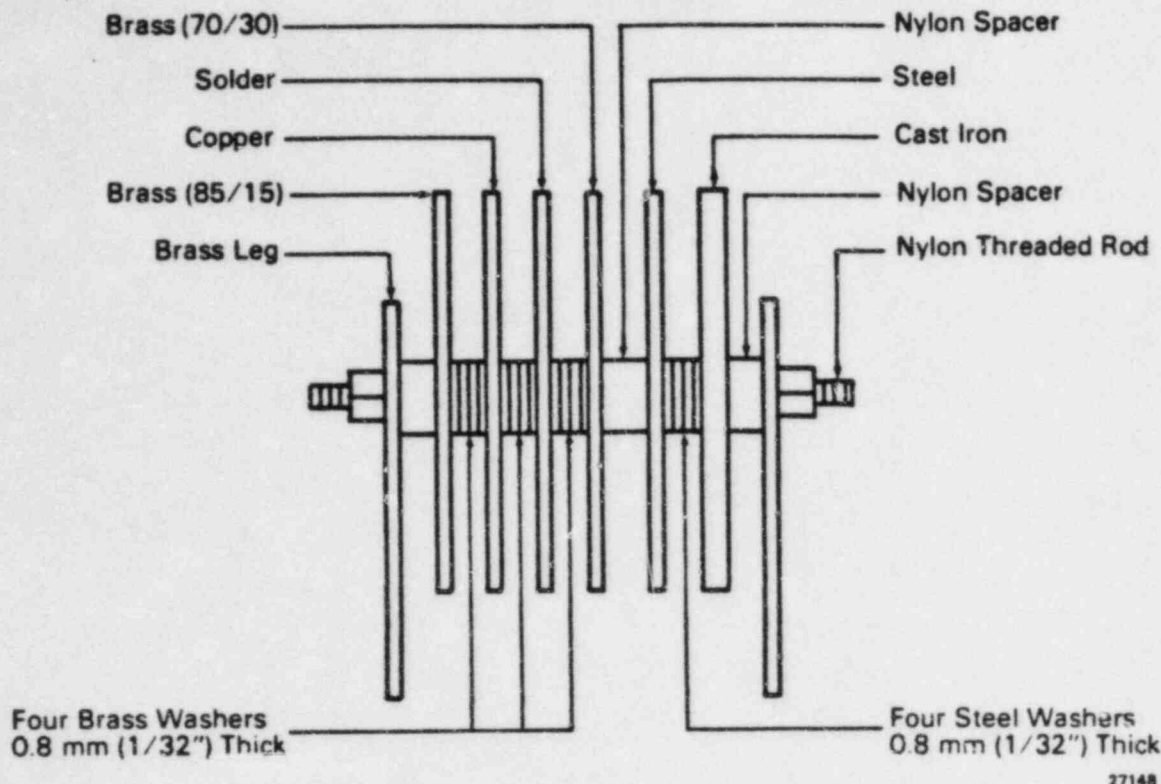 Brass (70/30)
Solder
Copper
Brass (85/15)
Brass Leg
Nylon Spacer
Steel
Cast Iron
Nylon Spacer
Nylon Threaded Rod
Four Brass Washers
0.8 mm (1/32") Thick
Four Steel Washers
0.8 mm (1/32") Thick
27148